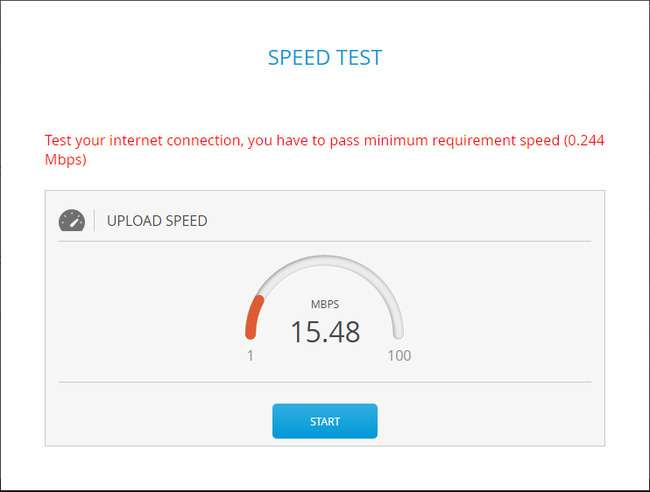 SPEED TEST
Test your internet connection, you have to pass minimum requirement speed (0.244
Mbps)
UPLOAD SPEED
MBPS
15.48
1 100
START